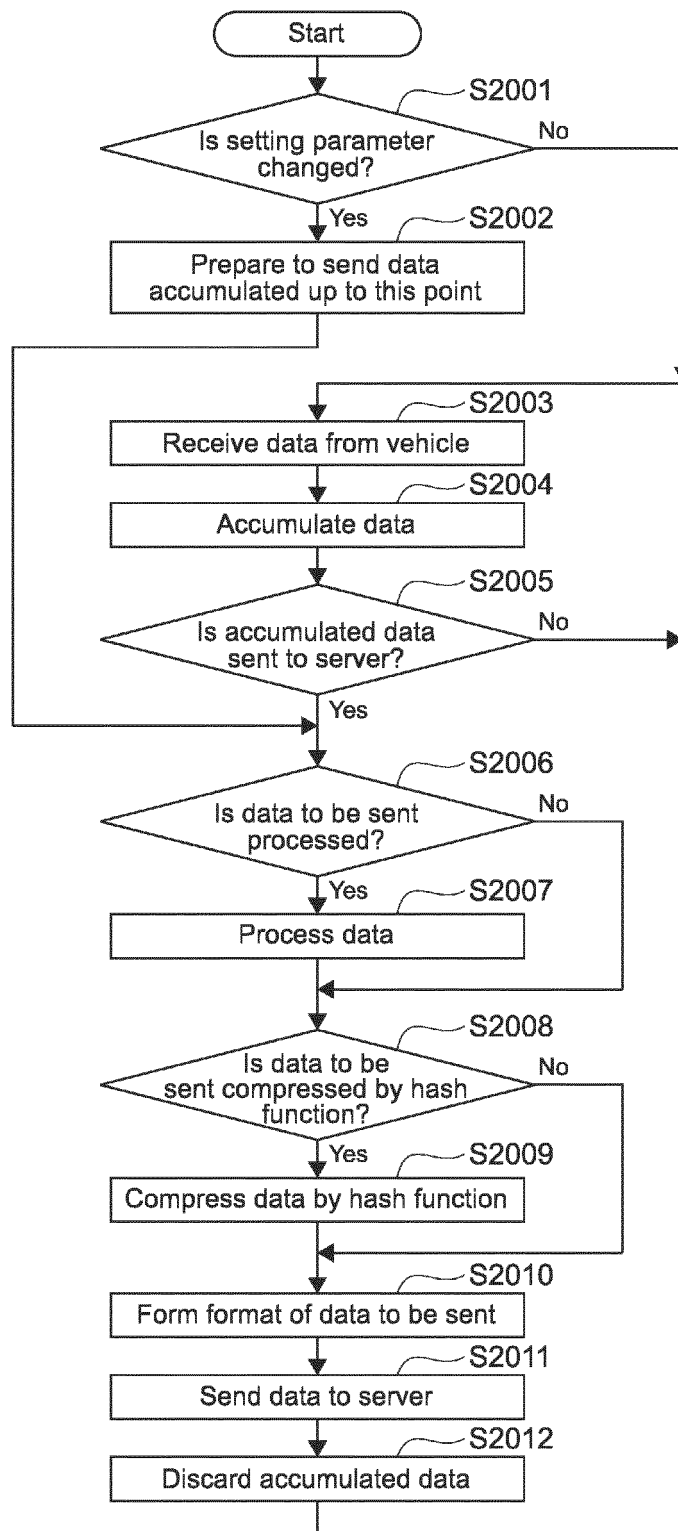 Start
S2001
Is setting parameter
changed?
No
Yes
S2002
Prepare to send data
accumulated up to this point
S2003
Receive data from vehicle
S2004
Accumulate data
S2005
Is accumulated data
sent to server?
No
Yes
S2006
Is data to be sent
processed?
No
Yes
S2007
Process data
S2008
Is data to be
sent compressed by hash
function?
No
Yes
S2009
Compress data by hash function
S2010
Form format of data to be sent
S2011
Send data to server
S2012
Discard accumulated data